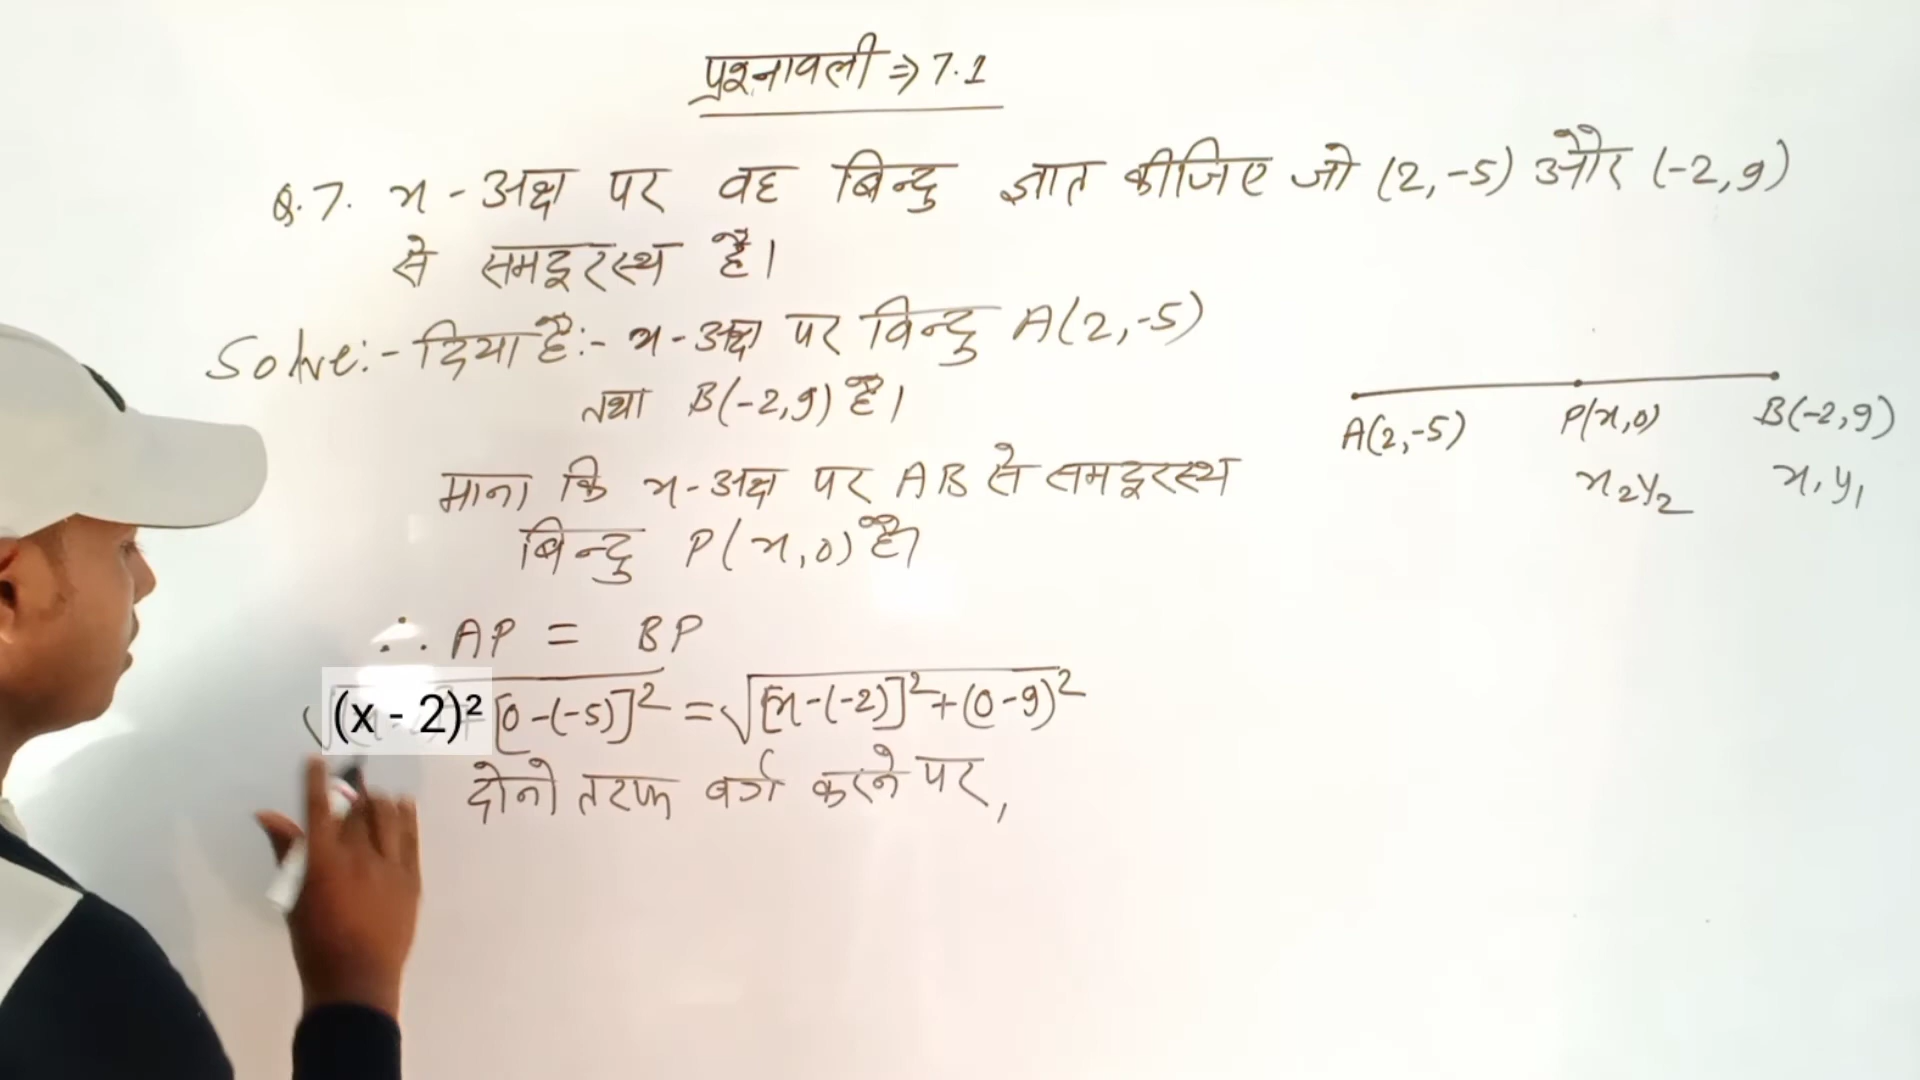 प्रश्नावली ⇒ 7.1
Q.7. x-अक्ष पर वह बिन्दु ज्ञात कीजिए जो (2,-5) और (-2,9)
से समदूरस्थ है।
Solve:- दिया है:- x-अक्ष पर बिन्दु A(2,-5)
तथा B(-2,9) है।
A(2,-5) P(x,0) B(-2,9)
x₂y₂ x₁y₁
माना कि x-अक्ष पर AB से समदूरस्थ
बिन्दु P(x,0) है।
∴ AP = BP
√(x - 2)² [0-(-5)]² = √[x-(-2)]²+(0-9)²
दोनो तरफ वर्ग करने पर,